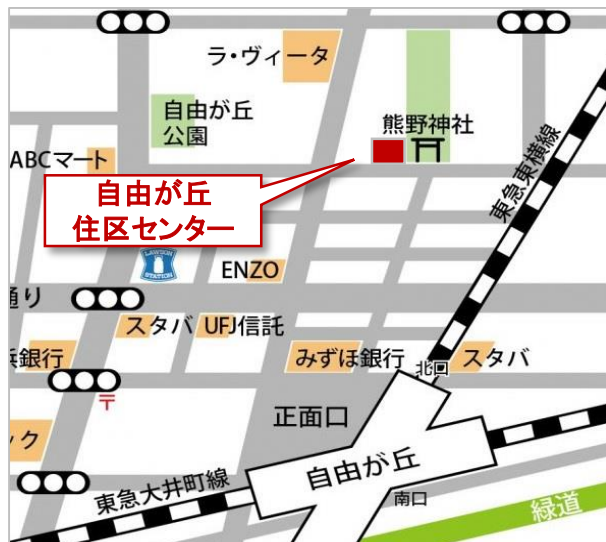 ラ・ヴィータ
自由が丘
公園
熊野神社
ABCマート
東急東横線
自由が丘
住区センター
LAWSON
STATION
ENZO
通り
スタバ
UFJ信託
浜銀行
みずほ銀行
北口
スタバ
〒
正面口
ック
自由が丘
東急大井町線
南口
緑道